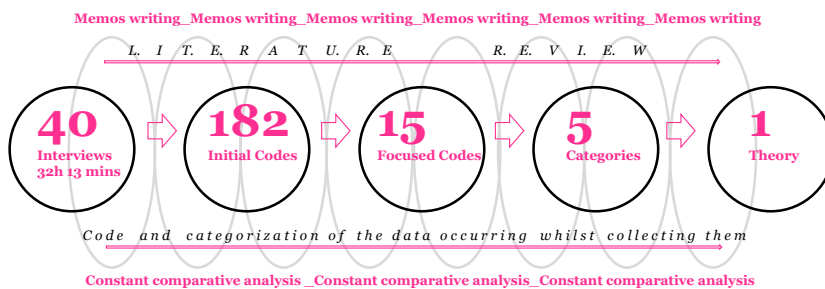 Memos writing_Memos writing_Memos writing_Memos writing_Memos writing_Memos writing
L. I T. E. R A T U. R. E R. E. V I E. W
40
Interviews
32h 13 mins
182
Initial Codes
15
Focused Codes
5
Categories
1
Theory
Code and categorization of the data occurring whilst collecting them
Constant comparative analysis _Constant comparative analysis_Constant comparative analysis